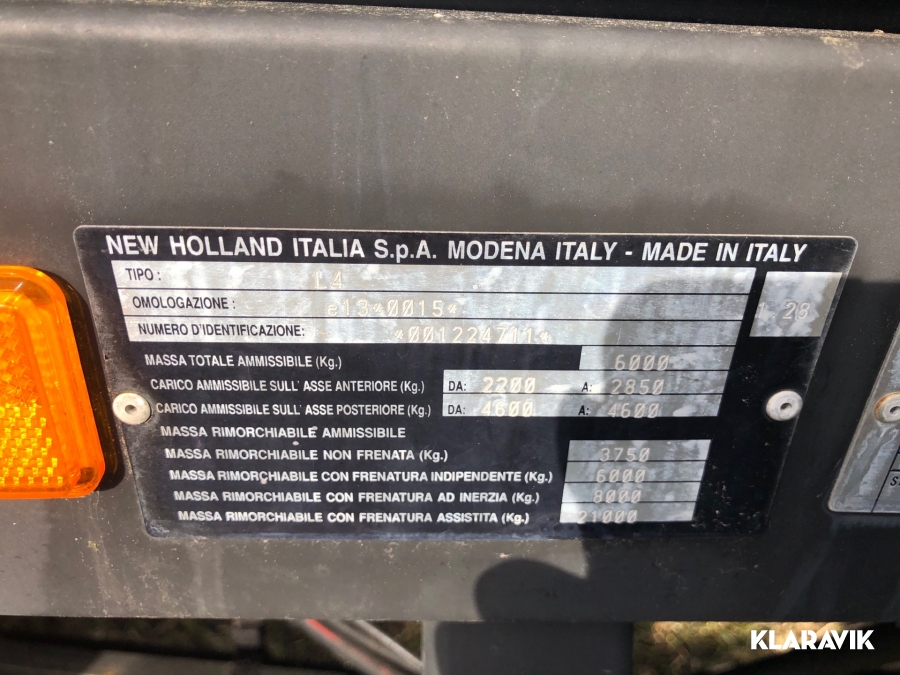 NEW HOLLAND ITALIA S.p.A. MODENA ITALY - MADE IN ITALY
TIPO: L4
OMOLOGAZIONE: e13*0015* 1.23
NUMERO D'IDENTIFICAZIONE: *001224711*
MASSA TOTALE AMMISSIBILE (Kg.) 6000
CARICO AMMISSIBILE SULL' ASSE ANTERIORE (Kg.) DA: 2200 A: 2850
CARICO AMMISSIBILE SULL' ASSE POSTERIORE (Kg.) DA: 4600 A: 4600
MASSA RIMORCHIABILE AMMISSIBILE
MASSA RIMORCHIABILE NON FRENATA (Kg.) 3750
MASSA RIMORCHIABILE CON FRENATURA INDIPENDENTE (Kg.) 6000
MASSA RIMORCHIABILE CON FRENATURA AD INERZIA (Kg.) 8000
MASSA RIMORCHIABILE CON FRENATURA ASSISTITA (Kg.) 21000
KLARAVIK